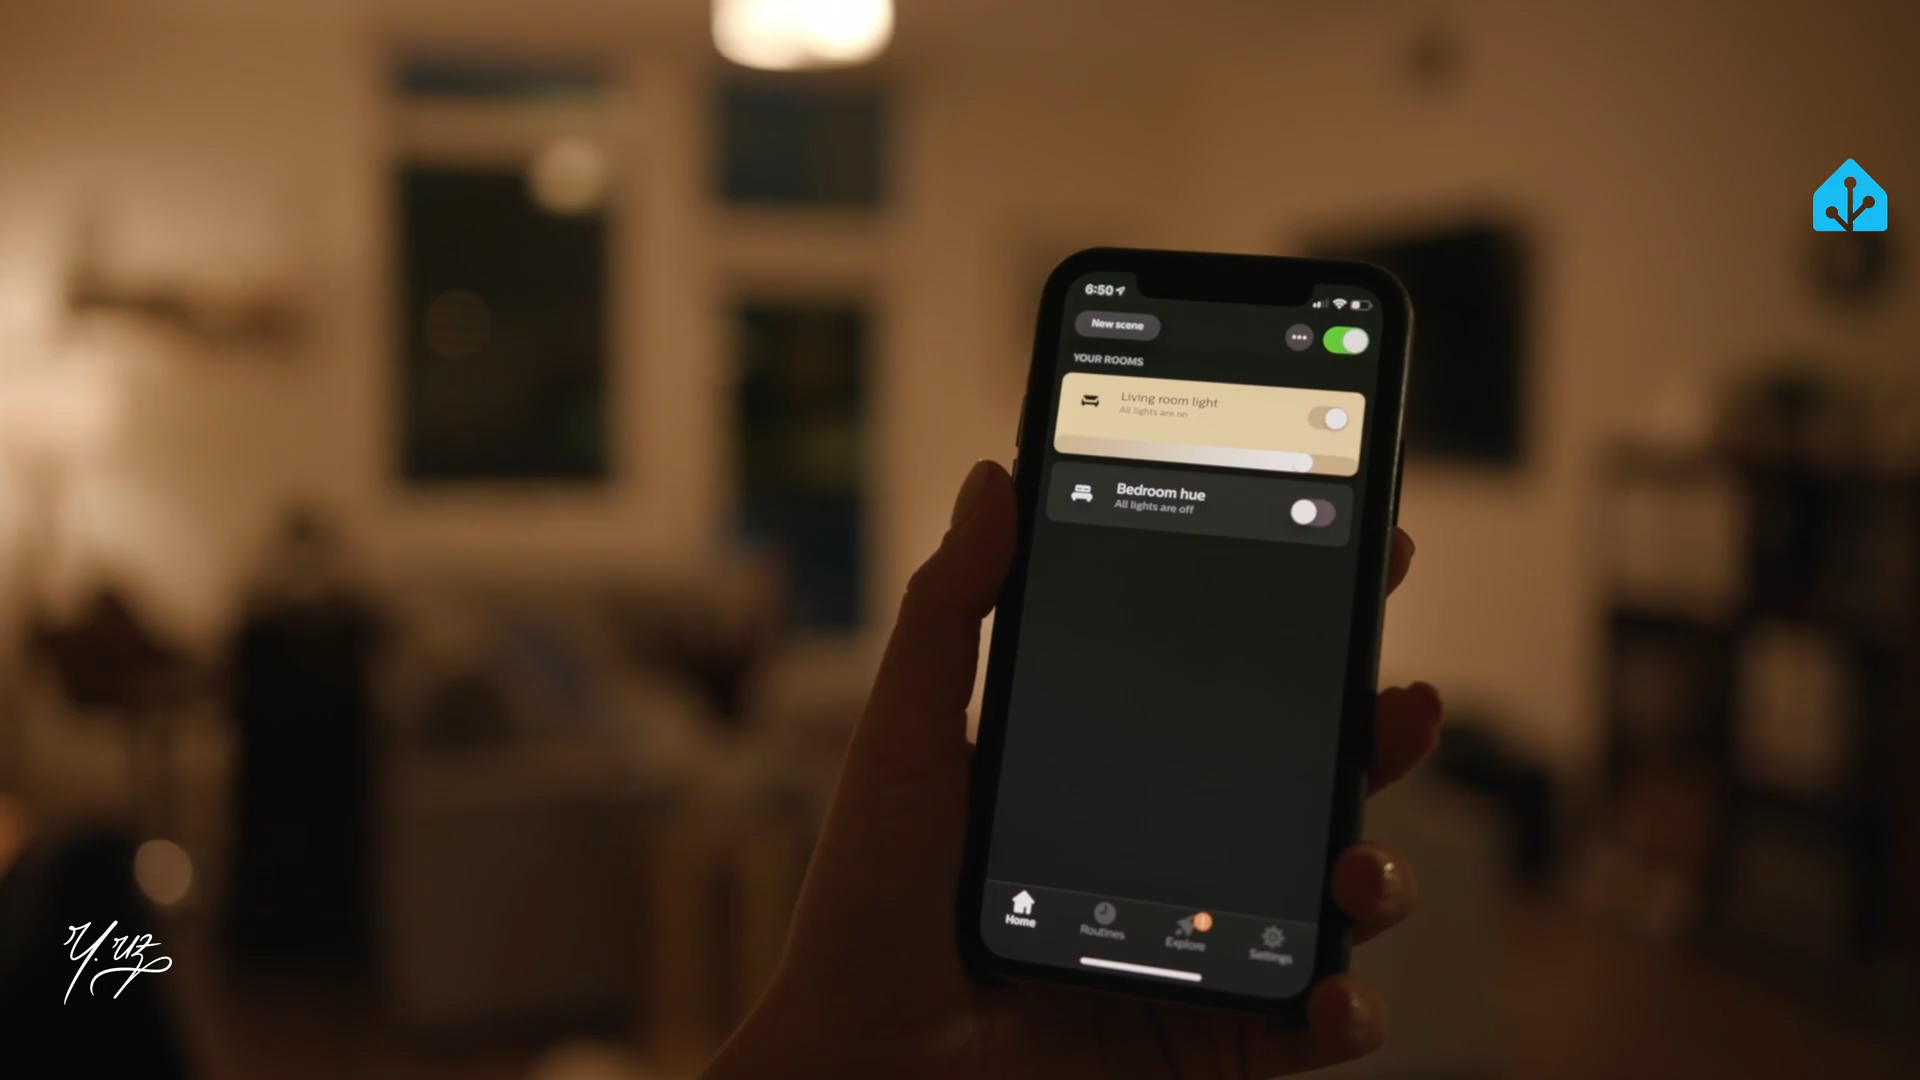 6:50
New scene
YOUR ROOMS
Living room light
All lights are on
Bedroom hue
All lights are off
Home
Routines
Explore
Settings
y.uz